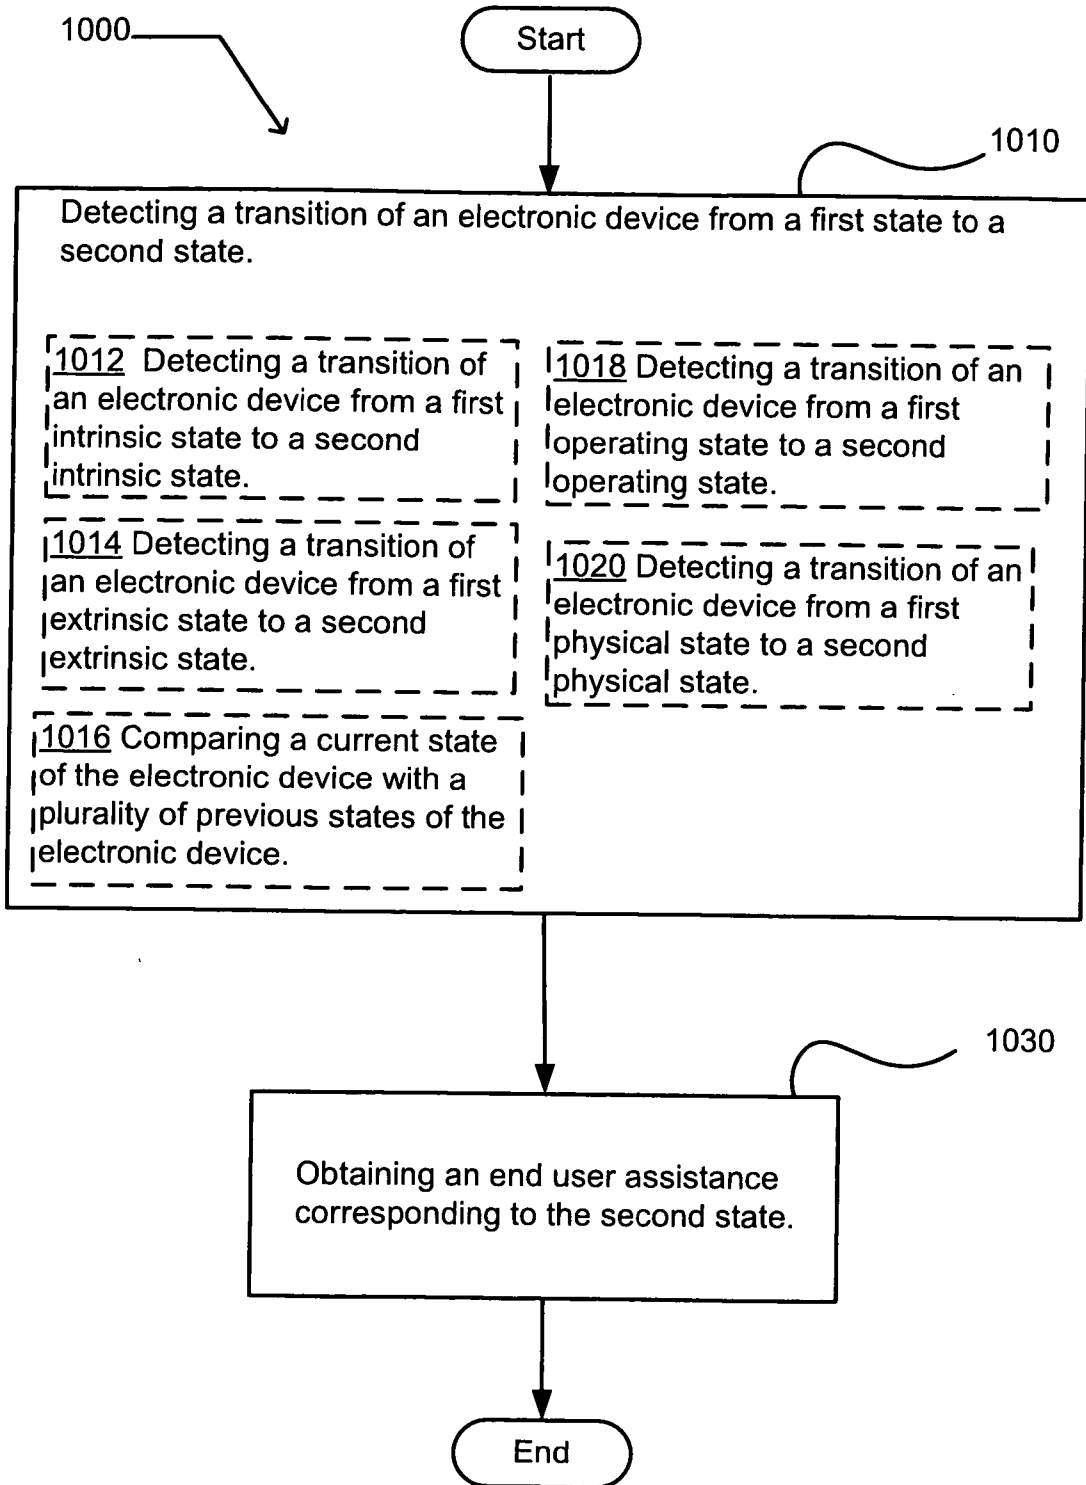 1000
Start
1010
Detecting a transition of an electronic device from a first state to a
second state.
1012 Detecting a transition of
an electronic device from a first
intrinsic state to a second
intrinsic state.
1014 Detecting a transition of
an electronic device from a first
extrinsic state to a second
extrinsic state.
1016 Comparing a current state
of the electronic device with a
plurality of previous states of the
electronic device.
1018 Detecting a transition of an
electronic device from a first
operating state to a second
operating state.
1020 Detecting a transition of an
electronic device from a first
physical state to a second
physical state.
1030
Obtaining an end user assistance
corresponding to the second state.
End